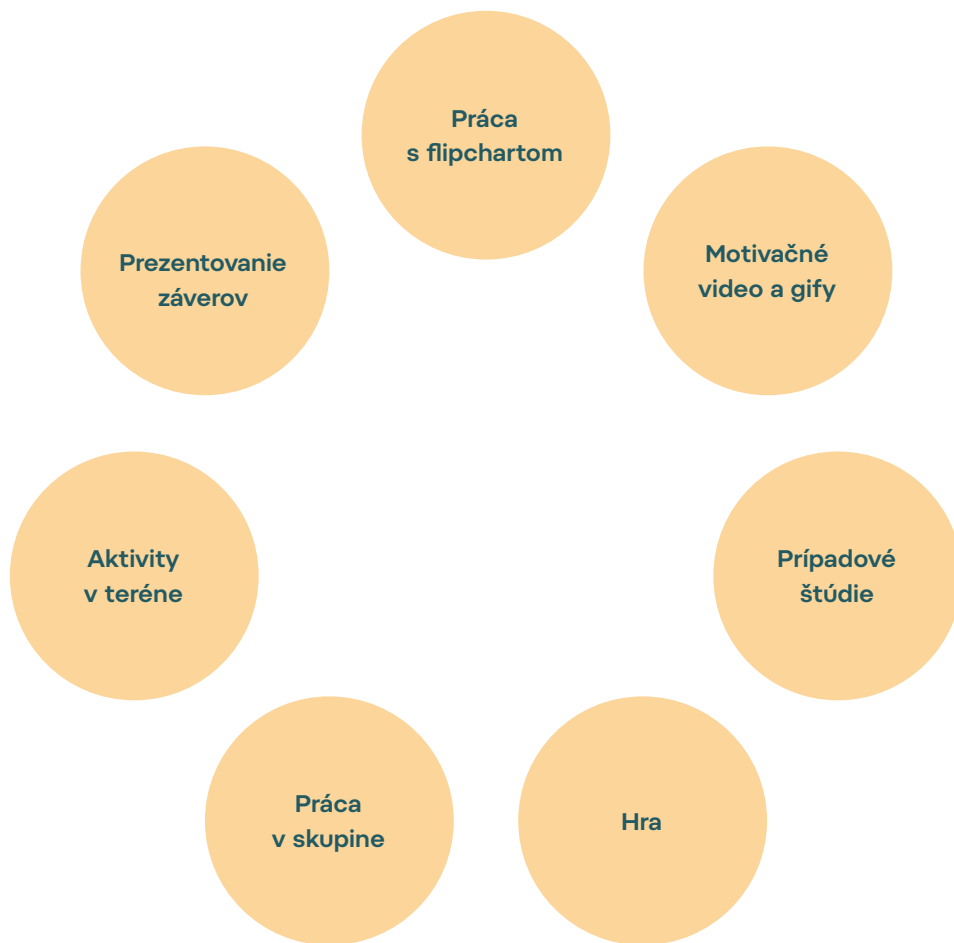 Práca
s flipchartom
Motivačné
video a gify
Prípadové
štúdie
Hra
Práca
v skupine
Aktivity
v teréne
Prezentovanie
záverov